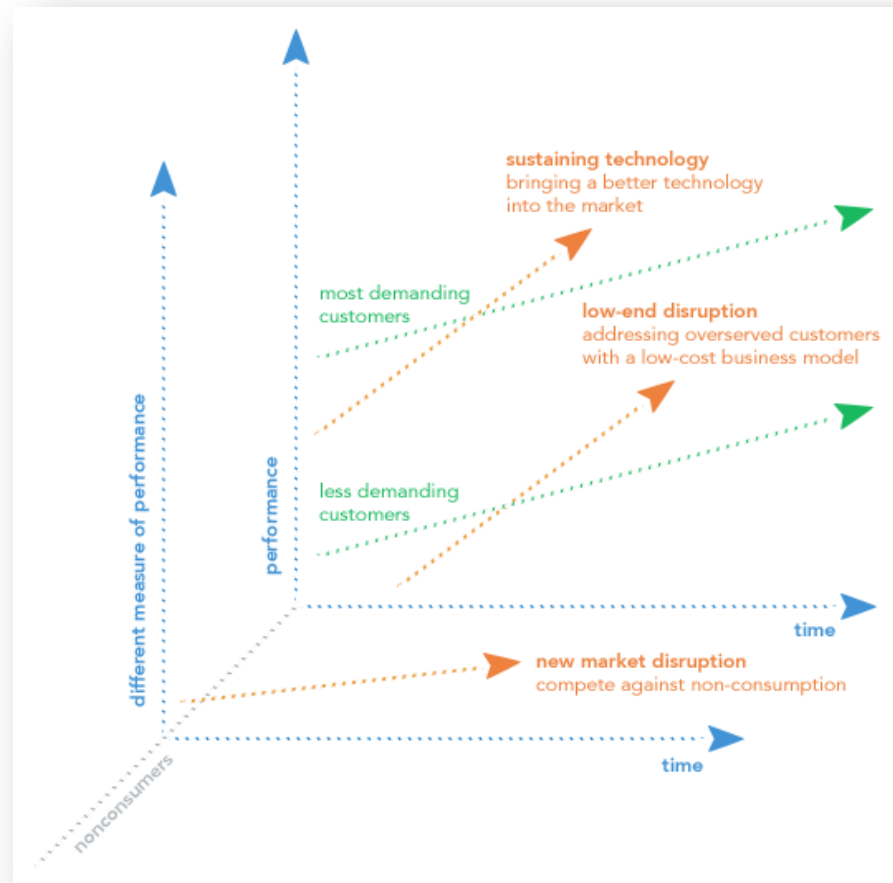 sustaining technology
bringing a better technology
into the market
most demanding
customers
low-end disruption
addressing overserved customers
with a low-cost business model
different measure of performance
performance
less demanding
customers
time
new market disruption
compete against non-consumption
time
nonconsumers